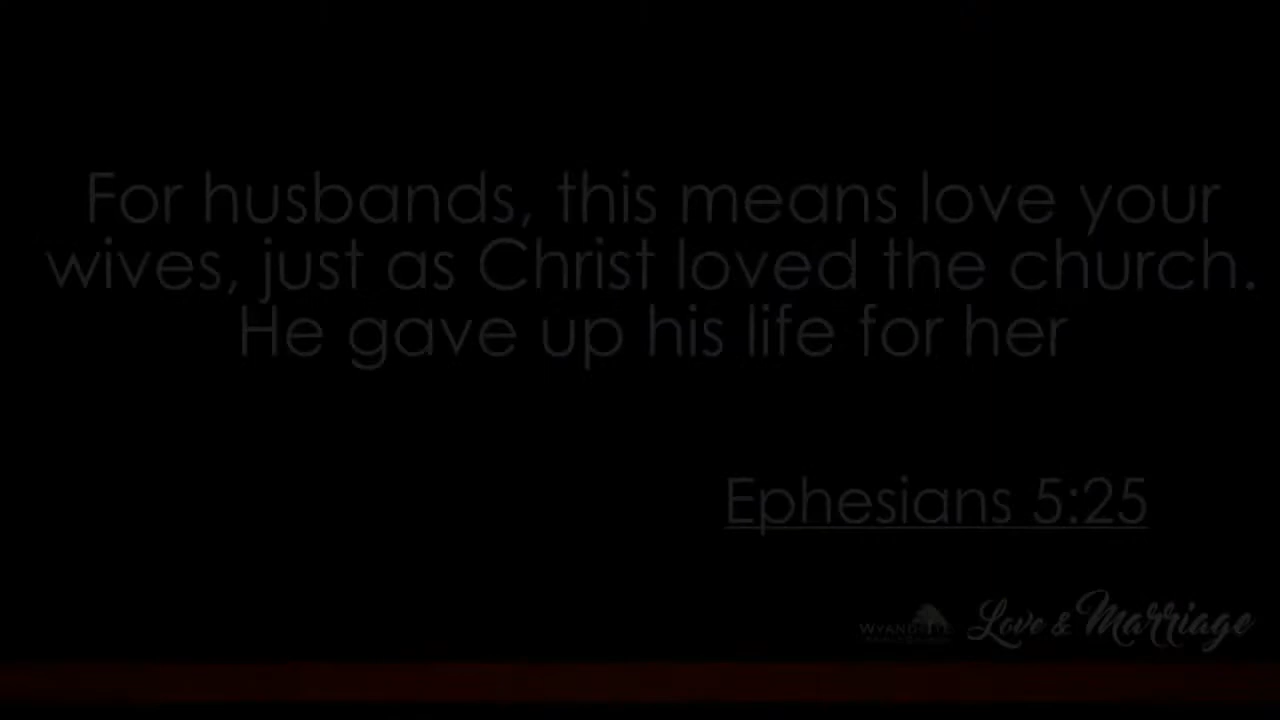 For husbands, this means love your
wives, just as Christ loved the church.
He gave up his life for her
Ephesians 5:25
Love & Marriage